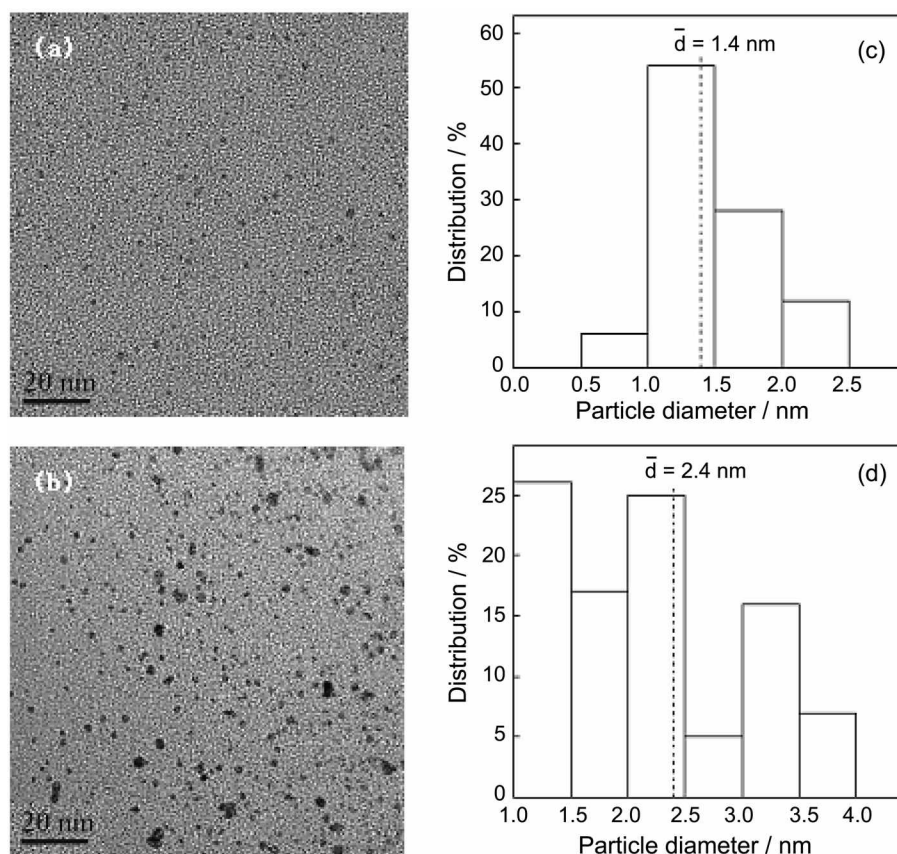 (a)
20 nm
(b)
20 nm
(c)
d̄ = 1.4 nm
Distribution / %
60
50
40
30
20
10
0
0.0 0.5 1.0 1.5 2.0 2.5
Particle diameter / nm
(d)
d̄ = 2.4 nm
Distribution / %
25
20
15
10
5
0
1.0 1.5 2.0 2.5 3.0 3.5 4.0
Particle diameter / nm